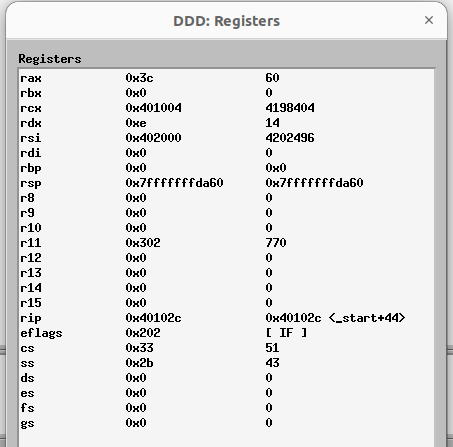 DDD: Registers
Registers
rax 0x3c 60
rbx 0x0 0
rcx 0x401004 4198404
rdx 0xe 14
rsi 0x402000 4202496
rdi 0x0 0
rbp 0x0 0x0
rsp 0x7fffffffda60 0x7fffffffda60
r8 0x0 0
r9 0x0 0
r10 0x0 0
r11 0x302 770
r12 0x0 0
r13 0x0 0
r14 0x0 0
r15 0x0 0
rip 0x40102c 0x40102c <_start+44>
eflags 0x202 [ IF ]
cs 0x33 51
ss 0x2b 43
ds 0x0 0
es 0x0 0
fs 0x0 0
gs 0x0 0